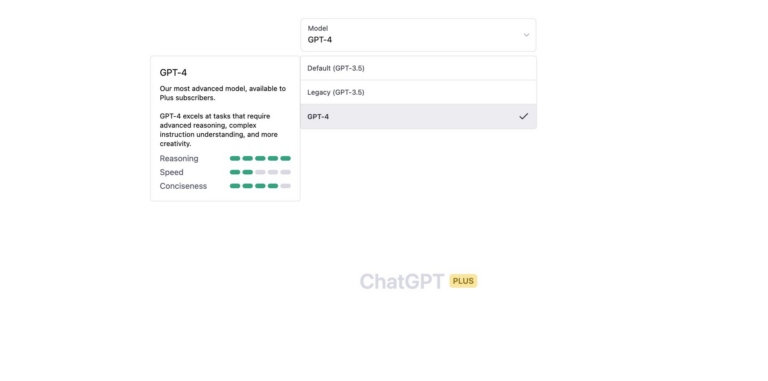 Model
GPT-4
Default (GPT-3.5)
Legacy (GPT-3.5)
GPT-4
GPT-4
Our most advanced model, available to
Plus subscribers.
GPT-4 excels at tasks that require
advanced reasoning, complex
instruction understanding, and more
creativity.
Reasoning
Speed
Conciseness
ChatGPT PLUS